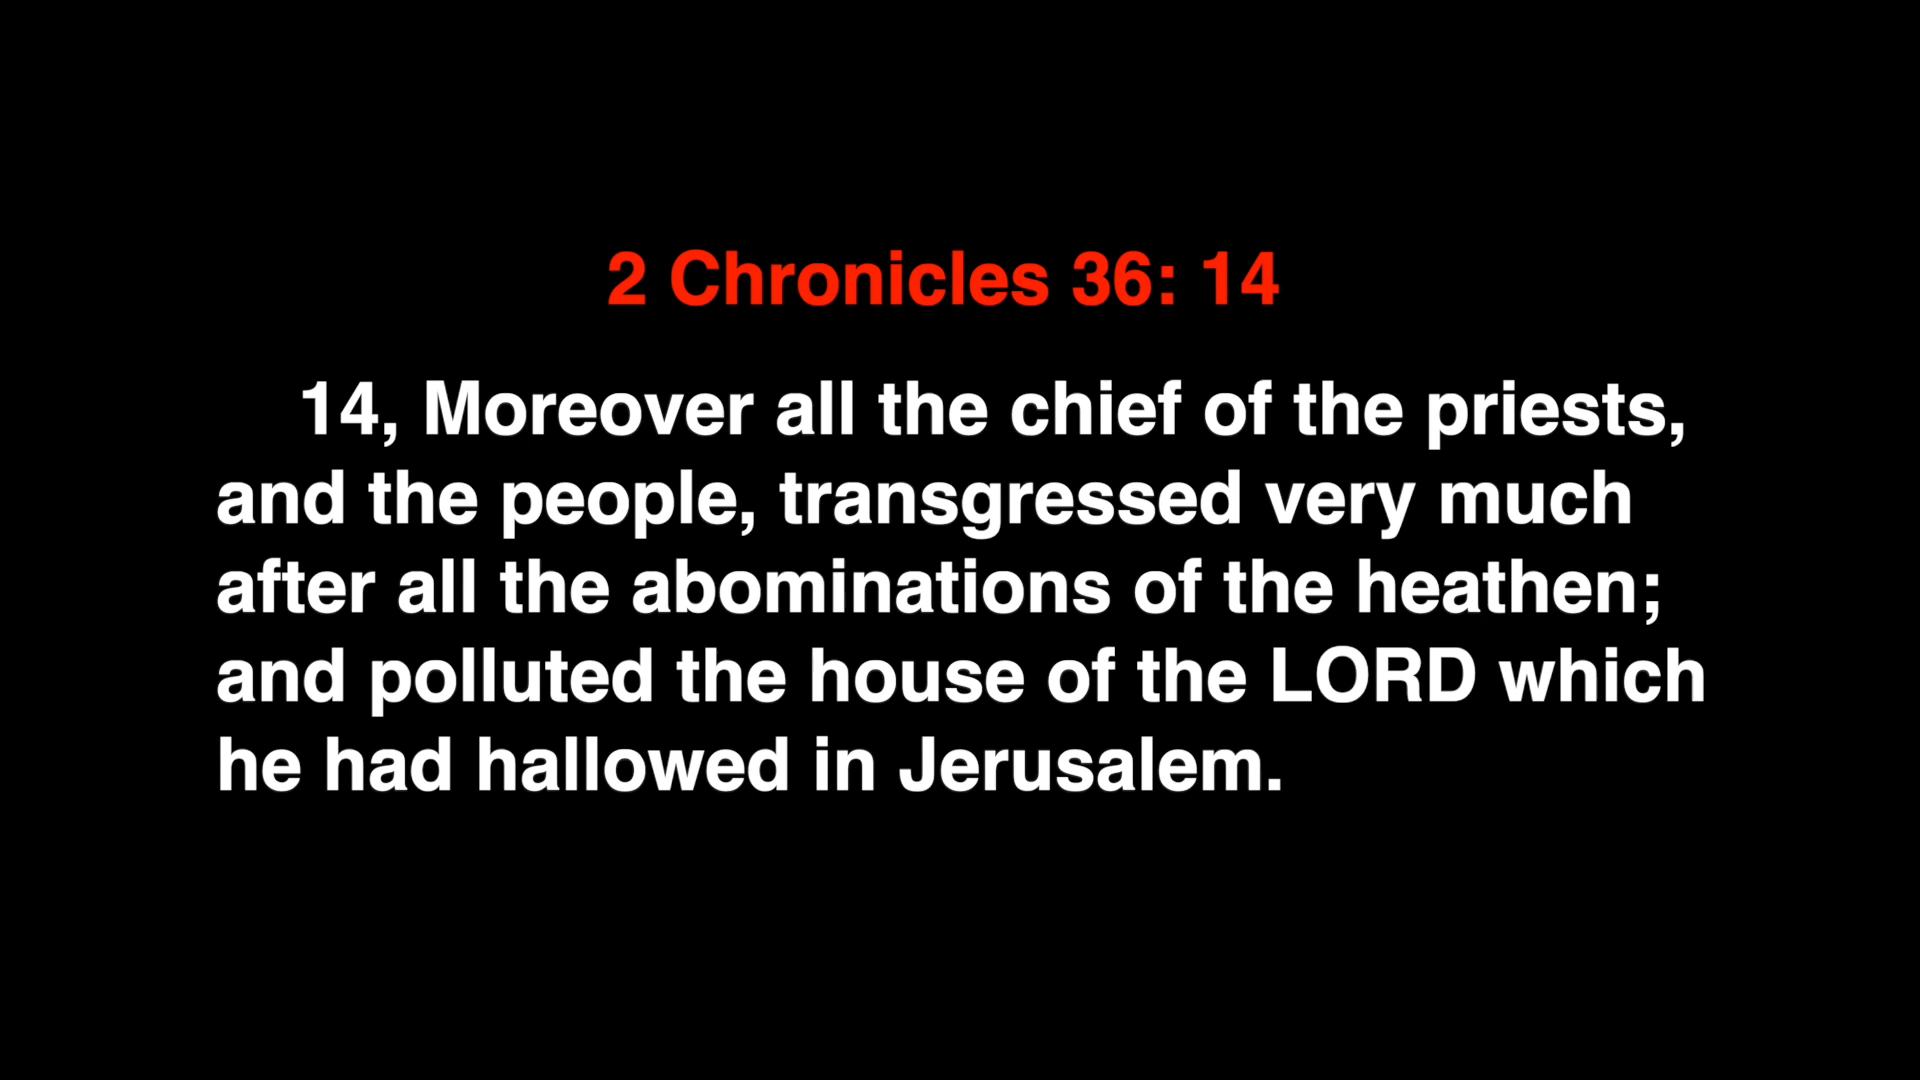 2 Chronicles 36: 14
14, Moreover all the chief of the priests,
and the people, transgressed very much
after all the abominations of the heathen;
and polluted the house of the LORD which
he had hallowed in Jerusalem.